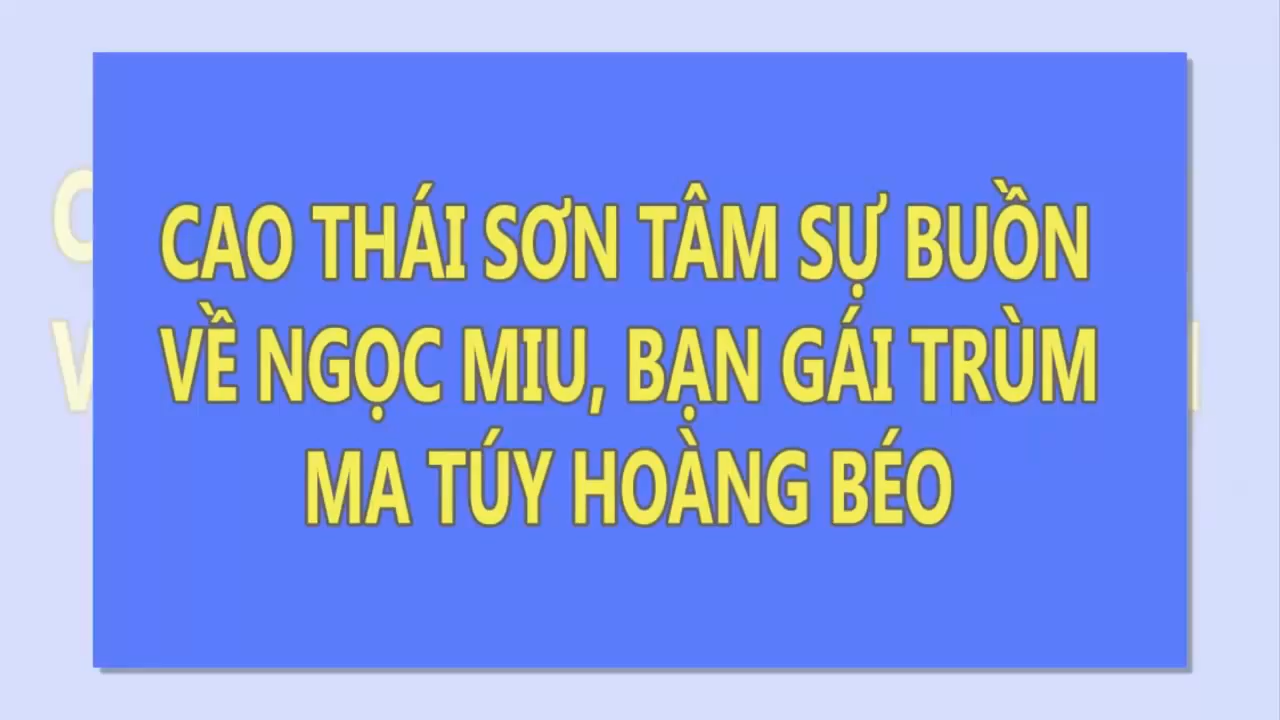 CAO THÁI SƠN TÂM SỰ BUỒN
VỀ NGỌC MIU, BẠN GÁI TRÙM
MA TÚY HOÀNG BÉO